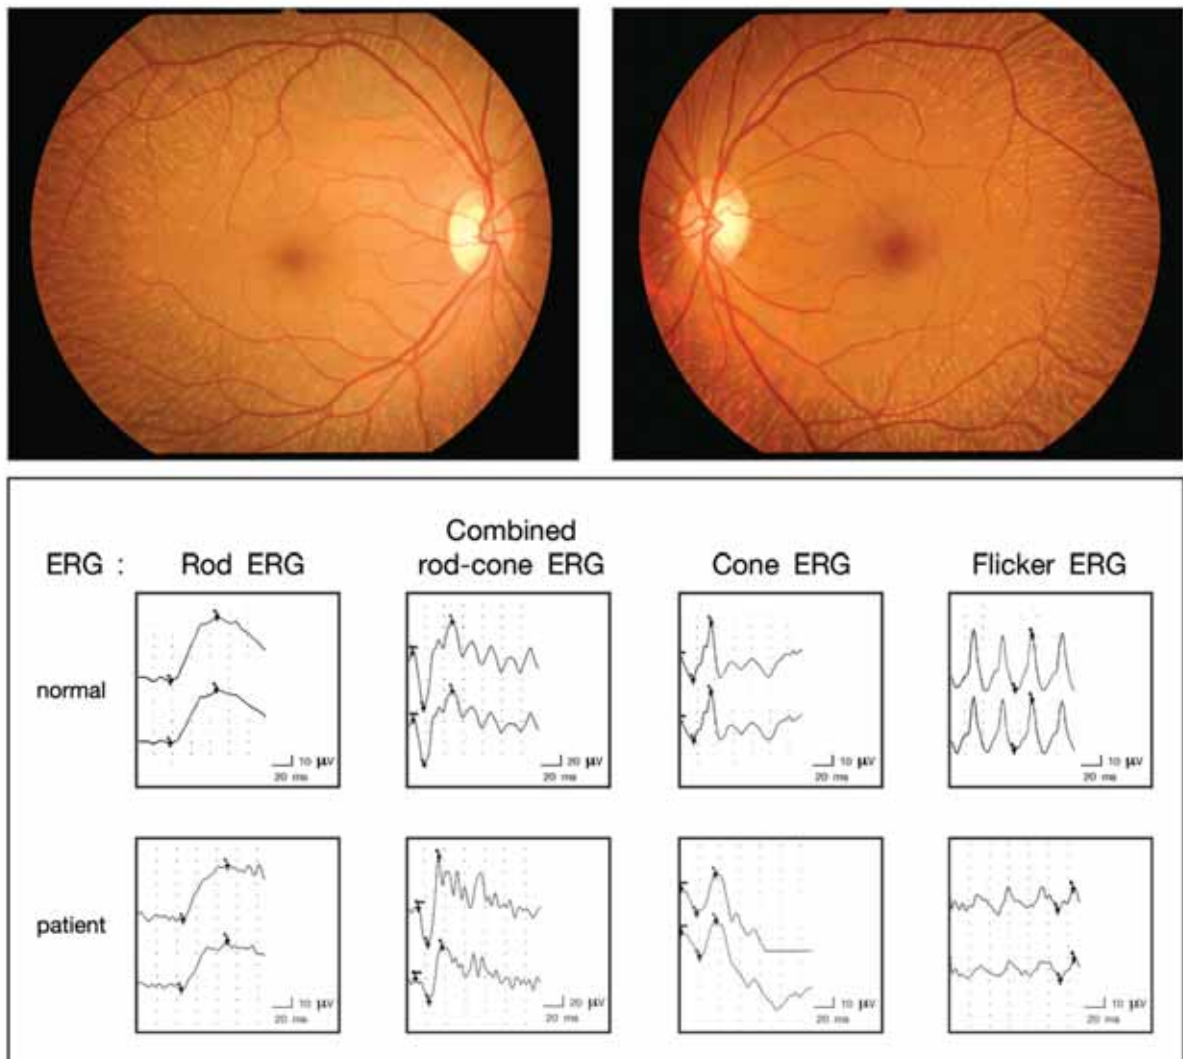 Combined
ERG : Rod ERG rod-cone ERG Cone ERG Flicker ERG
normal
10 µV 20 µV 10 µV 10 µV
20 ms 20 ms 20 ms 20 ms
patient
10 µV 20 µV 10 µV 10 µV
20 ms 20 ms 20 ms 20 ms